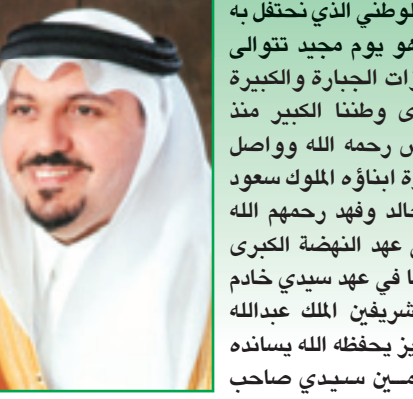 لوطني الذي نحتفل به
هو يوم مجيد تتوالى
رات الجبارة والكبيرة
ى وطننا الكبير منذ
س رحمه الله وواصل
رة ابناؤه الملوك سعود
خالد وفهد رحمهم الله
ي عهد النهضة الكبرى
ا في عهد سيدي خادم
شريفين الملك عبدالله
يز يحفظه الله يسانده
مين سيدي صاحب